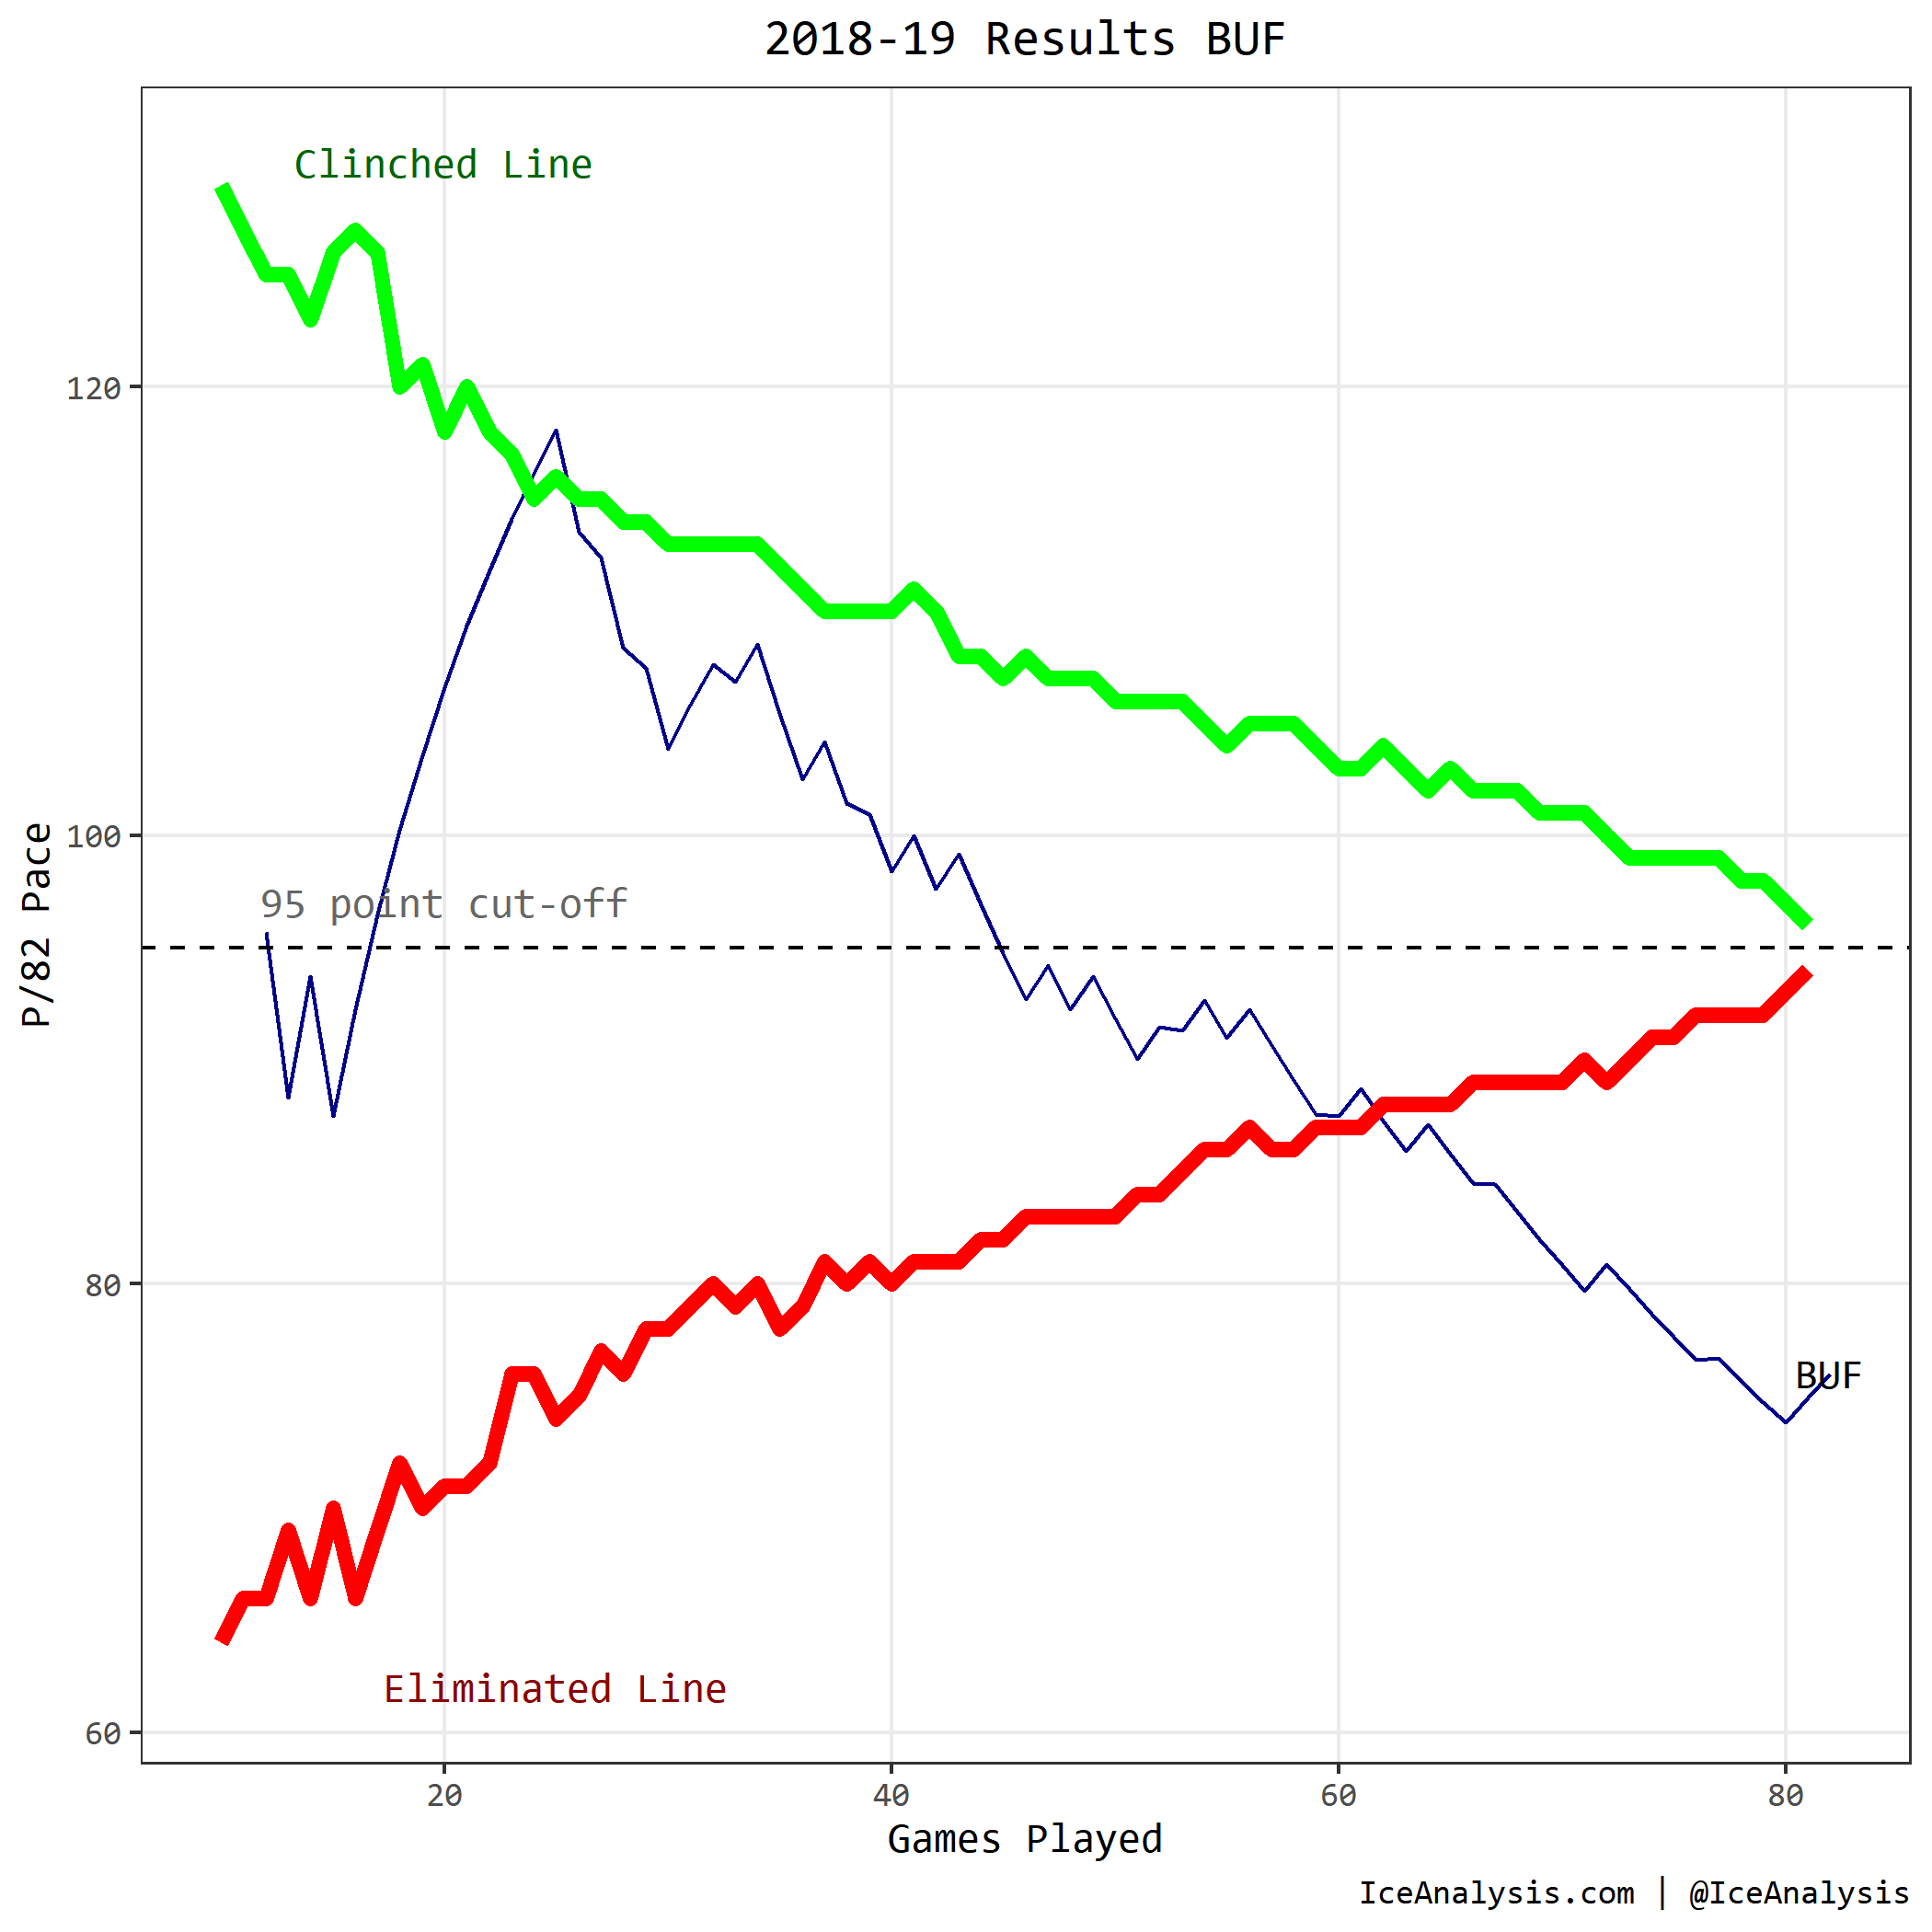 2018-19 Results BUF
Clinched Line
120
100
95 point cut-off
P/82 Pace
80
BUF
Eliminated Line
60
20 40 60 80
Games Played
IceAnalysis.com | @IceAnalysis